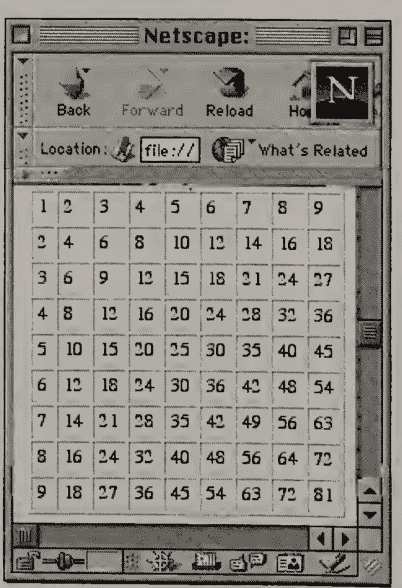 Netscape:
Back Forward Reload Ho N
Location: file:// What's Related
1 2 3 4 5 6 7 8 9
2 4 6 8 10 12 14 16 18
3 6 9 12 15 18 21 24 27
4 8 12 16 20 24 28 32 36
5 10 15 20 25 30 35 40 45
6 12 18 24 30 36 42 48 54
7 14 21 28 35 42 49 56 63
8 16 24 32 40 48 56 64 72
9 18 27 36 45 54 63 72 81